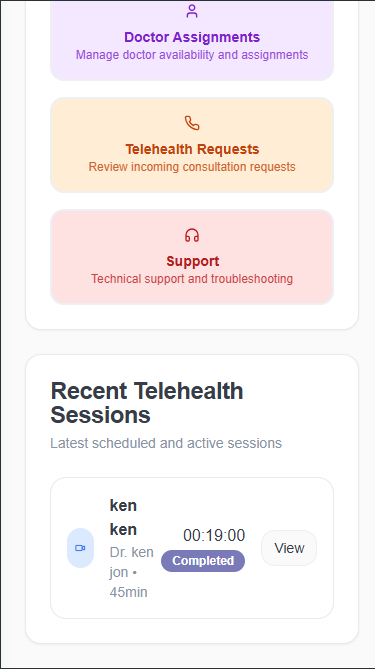 Doctor Assignments
Manage doctor availability and assignments
Telehealth Requests
Review incoming consultation requests
Support
Technical support and troubleshooting
Recent Telehealth
Sessions
Latest scheduled and active sessions
ken
ken
Dr. ken
jon •
45min
00:19:00
Completed
View